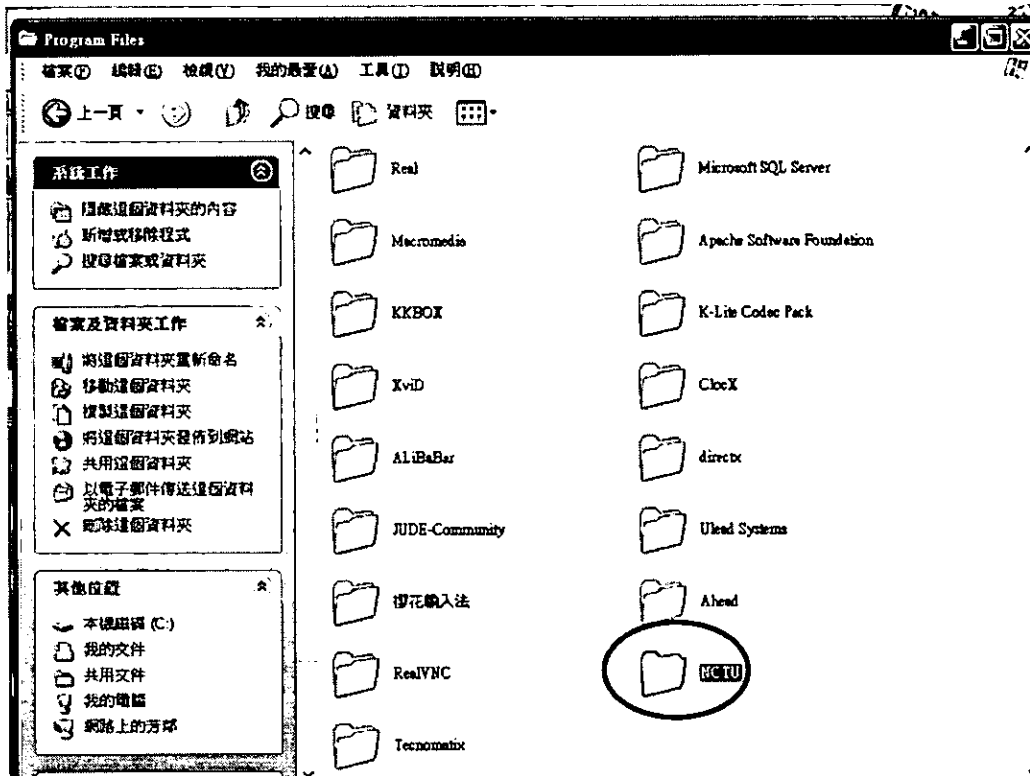 Program Files
檔案(F) 編輯(E) 檢視(V) 我的最愛(A) 工具(T) 說明(H)
上一頁 搜尋 資料夾
系統工作
隱藏這個資料夾的內容
新增或移除程式
搜尋檔案或資料夾
檔案及資料夾工作
將這個資料夾重新命名
移動這個資料夾
複製這個資料夾
將這個資料夾發佈到網站
共用這個資料夾
以電子郵件傳送這個資料
夾的檔案
刪除這個資料夾
其他位置
本機磁碟 (C:)
我的文件
共用文件
我的電腦
網路上的芳鄰
Real
Microsoft SQL Server
Macromedia
Apache Software Foundation
KKBOX
K-Lite Codec Pack
XviD
ClocX
ALiBaBar
directx
JUDE-Community
Ulead Systems
櫻花輸入法
Ahead
RealVNC
NCTU
Tecnomatix